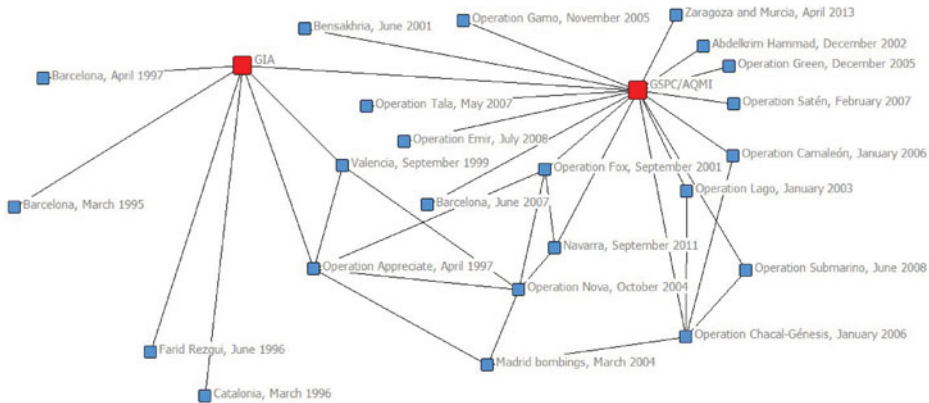 Zaragoza and Murcia, April 2013
Operation Gamo, November 2005
Bensakhria, June 2001
Abdelkrim Hammad, December 2002
GIA
Operation Green, December 2005
Barcelona, April 1997
GSPC/AQMI
Operation Tala, May 2007
Operation Satén, February 2007
Operation Emir, July 2008
Operation Camaleón, January 2006
Valencia, September 1999
Operation Fox, September 2001
Operation Lago, January 2003
Barcelona, March 1995
Barcelona, June 2007
Navarra, September 2011
Operation Appreciate, April 1997
Operation Submarino, June 2008
Operation Nova, October 2004
Operation Chacal-Génesis, January 2006
Farid Rezgui, June 1996
Madrid bombings, March 2004
Catalonia, March 1996